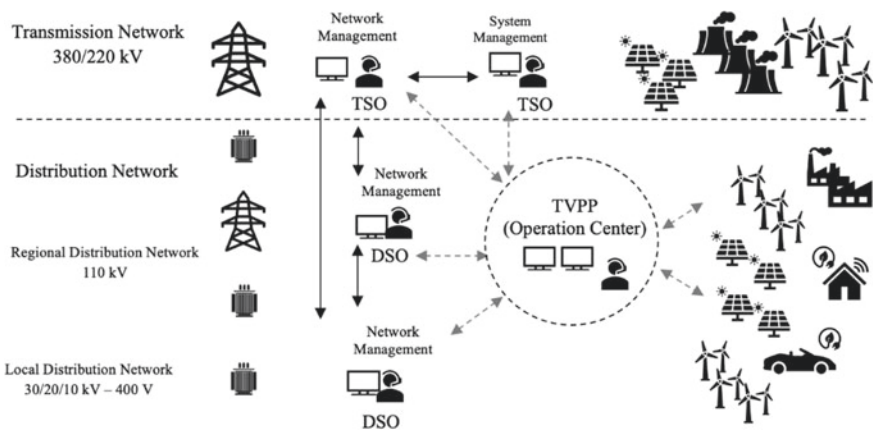 Transmission Network
380/220 kV
Network
Management
TSO
System
Management
TSO
Distribution Network
Regional Distribution Network
110 kV
Local Distribution Network
30/20/10 kV – 400 V
Network
Management
DSO
Network
Management
DSO
TVPP
(Operation Center)